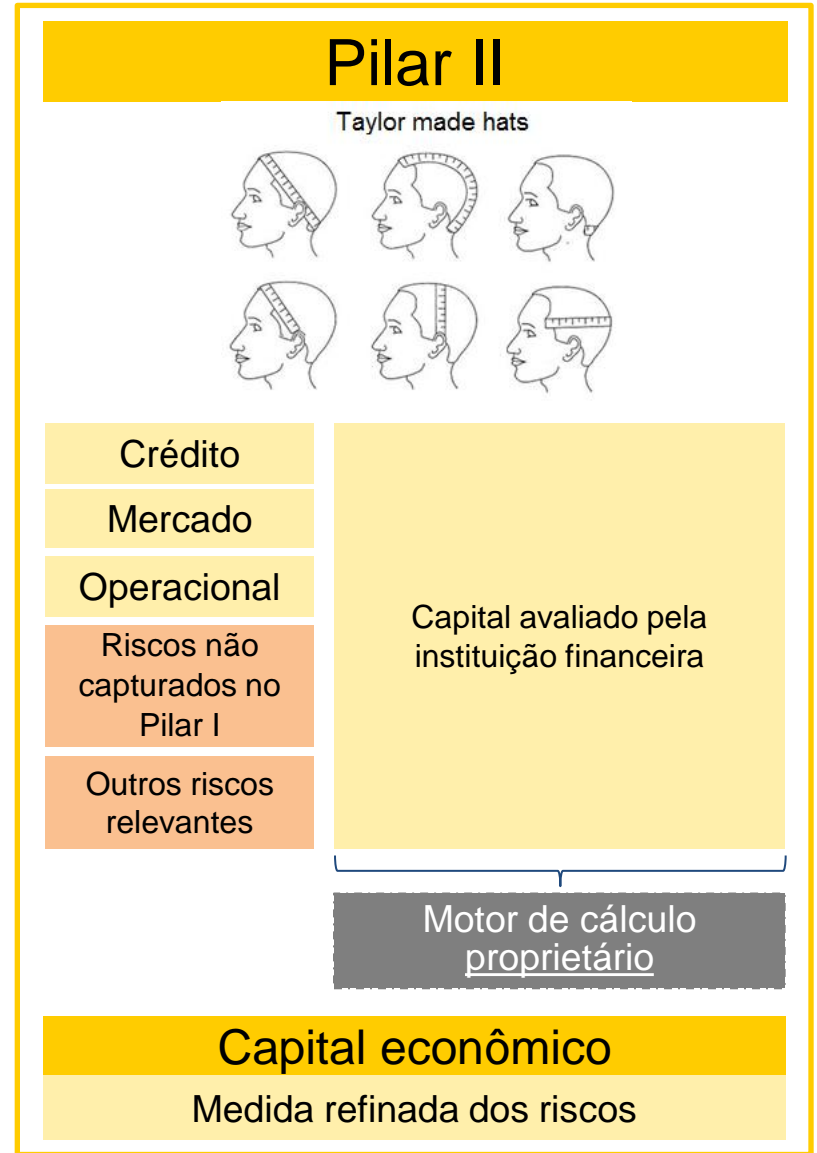 Pilar II
Taylor made hats
Crédito
Mercado
Operacional
Riscos não
capturados no
Pilar I
Outros riscos
relevantes
Capital avaliado pela
instituição financeira
Motor de cálculo
proprietário
Capital econômico
Medida refinada dos riscos